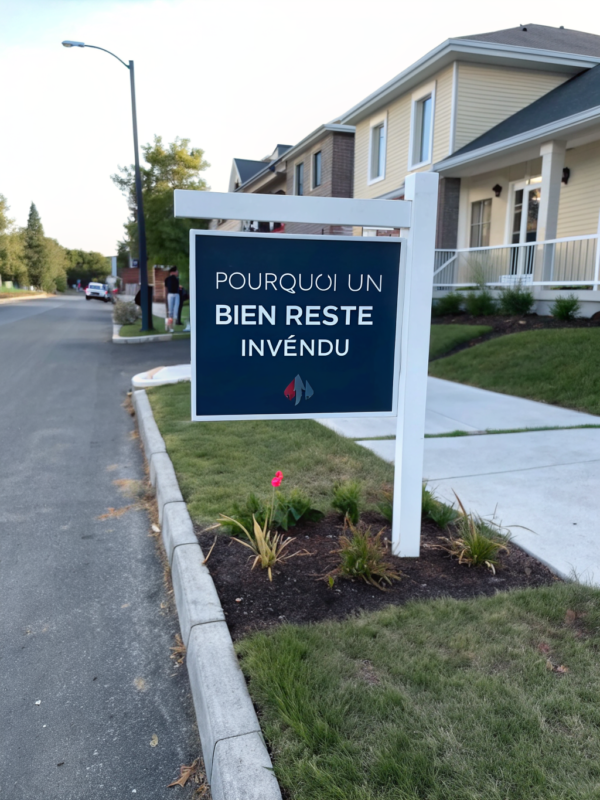 POURQUOI UN
BIEN RESTE
INVÉNDU